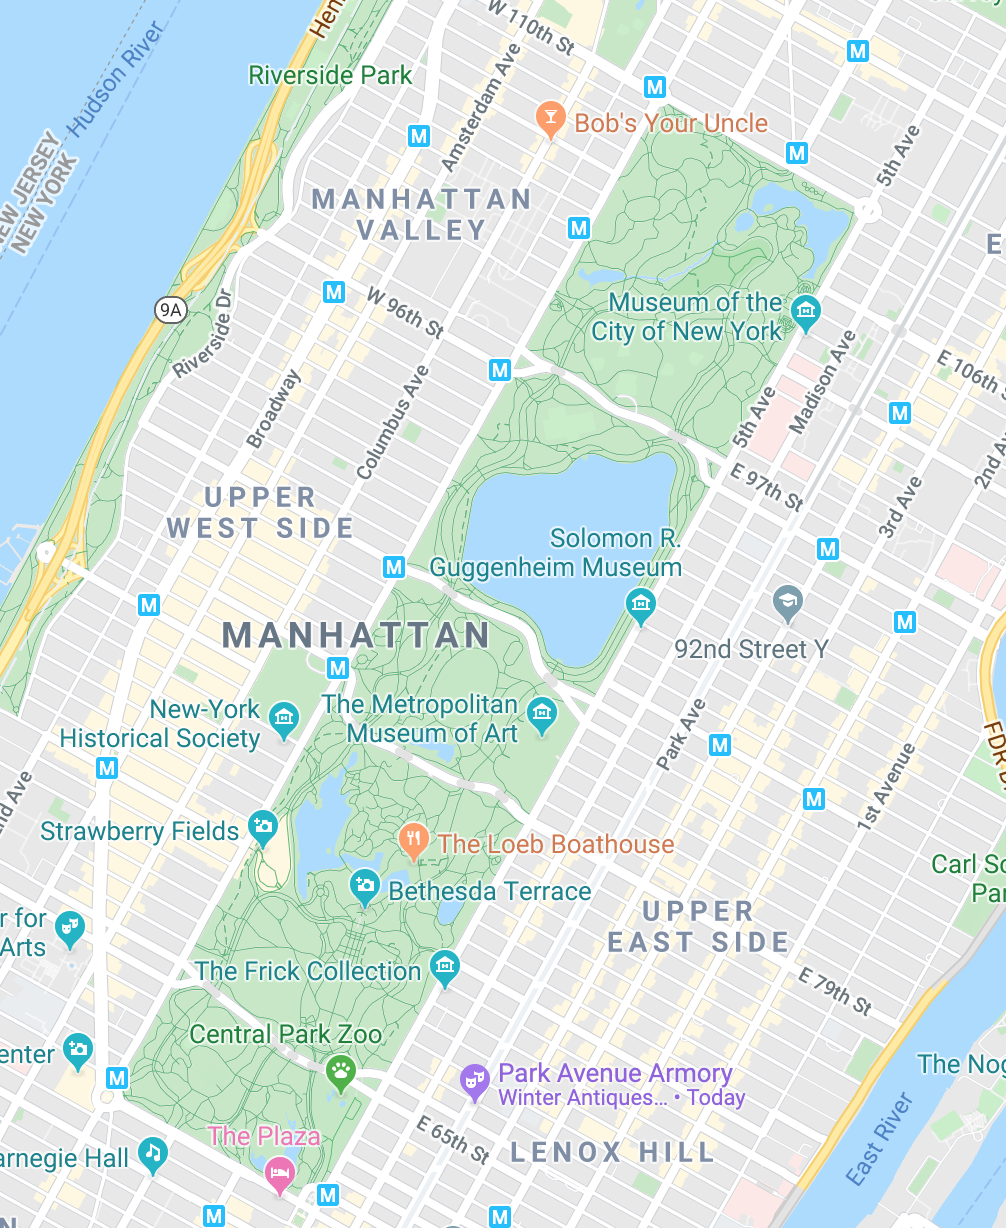 Hudson River
NEW JERSEY
NEW YORK
W 110th St
Riverside Park
Amsterdam Ave
Bob's Your Uncle
M
M
M
M
5th Ave
MANHATTAN
VALLEY
M
M
9A
Riverside Dr
W 96th St
Museum of the
City of New York
Madison Ave
E 106th
M
Broadway
Columbus Ave
5th Ave
M
2nd
3rd Ave
E 97th St
UPPER
WEST SIDE
Solomon R.
Guggenheim Museum
M
M
M
92nd Street Y
M
MANHATTAN
M
New-York
Historical Society
The Metropolitan
Museum of Art
Park Ave
M
M
M
1st Avenue
FDR
Strawberry Fields
The Loeb Boathouse
Bethesda Terrace
Carl
Par
UPPER
EAST SIDE
r for
Arts
The Frick Collection
E 79th St
Central Park Zoo
enter
M
Park Avenue Armory
Winter Antiques... • Today
The Nog
The Plaza
E 65th St
LENOX HILL
East River
arnegie Hall
M
M
M
N